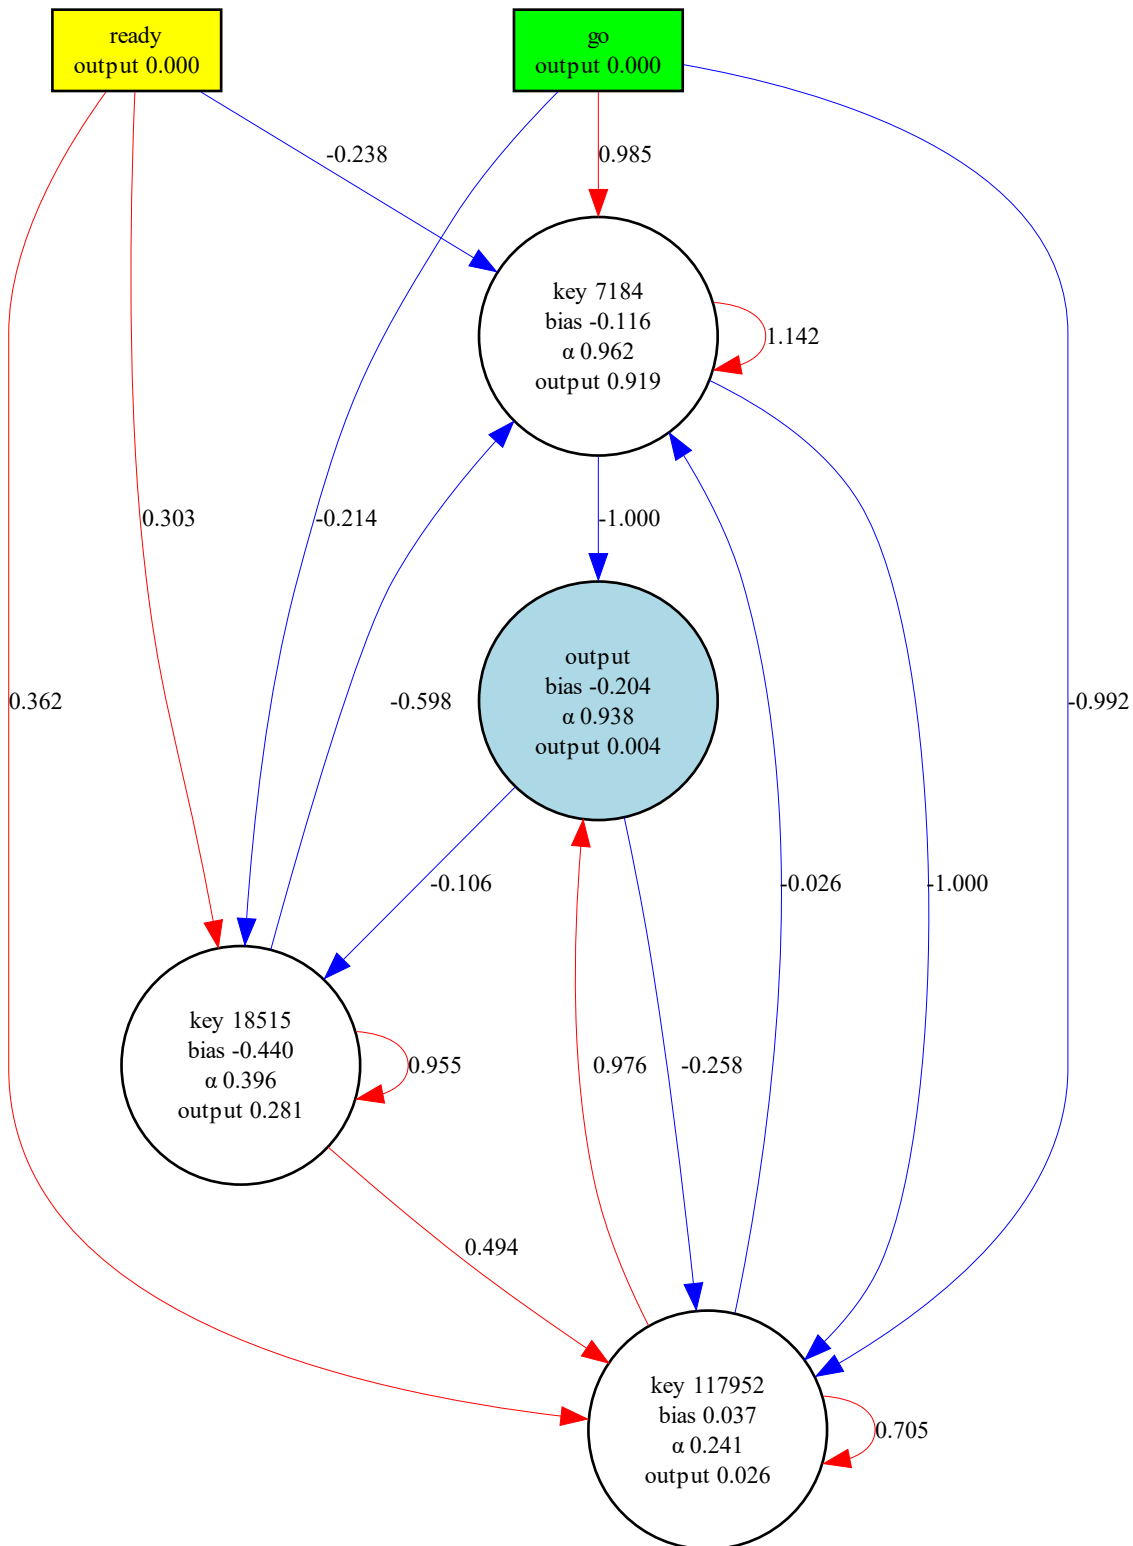 ready
output 0.000
go
output 0.000
-0.238
0.985
key 7184
bias -0.116
α 0.962
output 0.919
1.142
0.303
-0.214
-1.000
output
bias -0.204
α 0.938
output 0.004
0.362
-0.598
-0.992
-0.106
-0.026
-1.000
key 18515
bias -0.440
α 0.396
output 0.281
0.955
0.976
-0.258
0.494
key 117952
bias 0.037
α 0.241
output 0.026
0.705